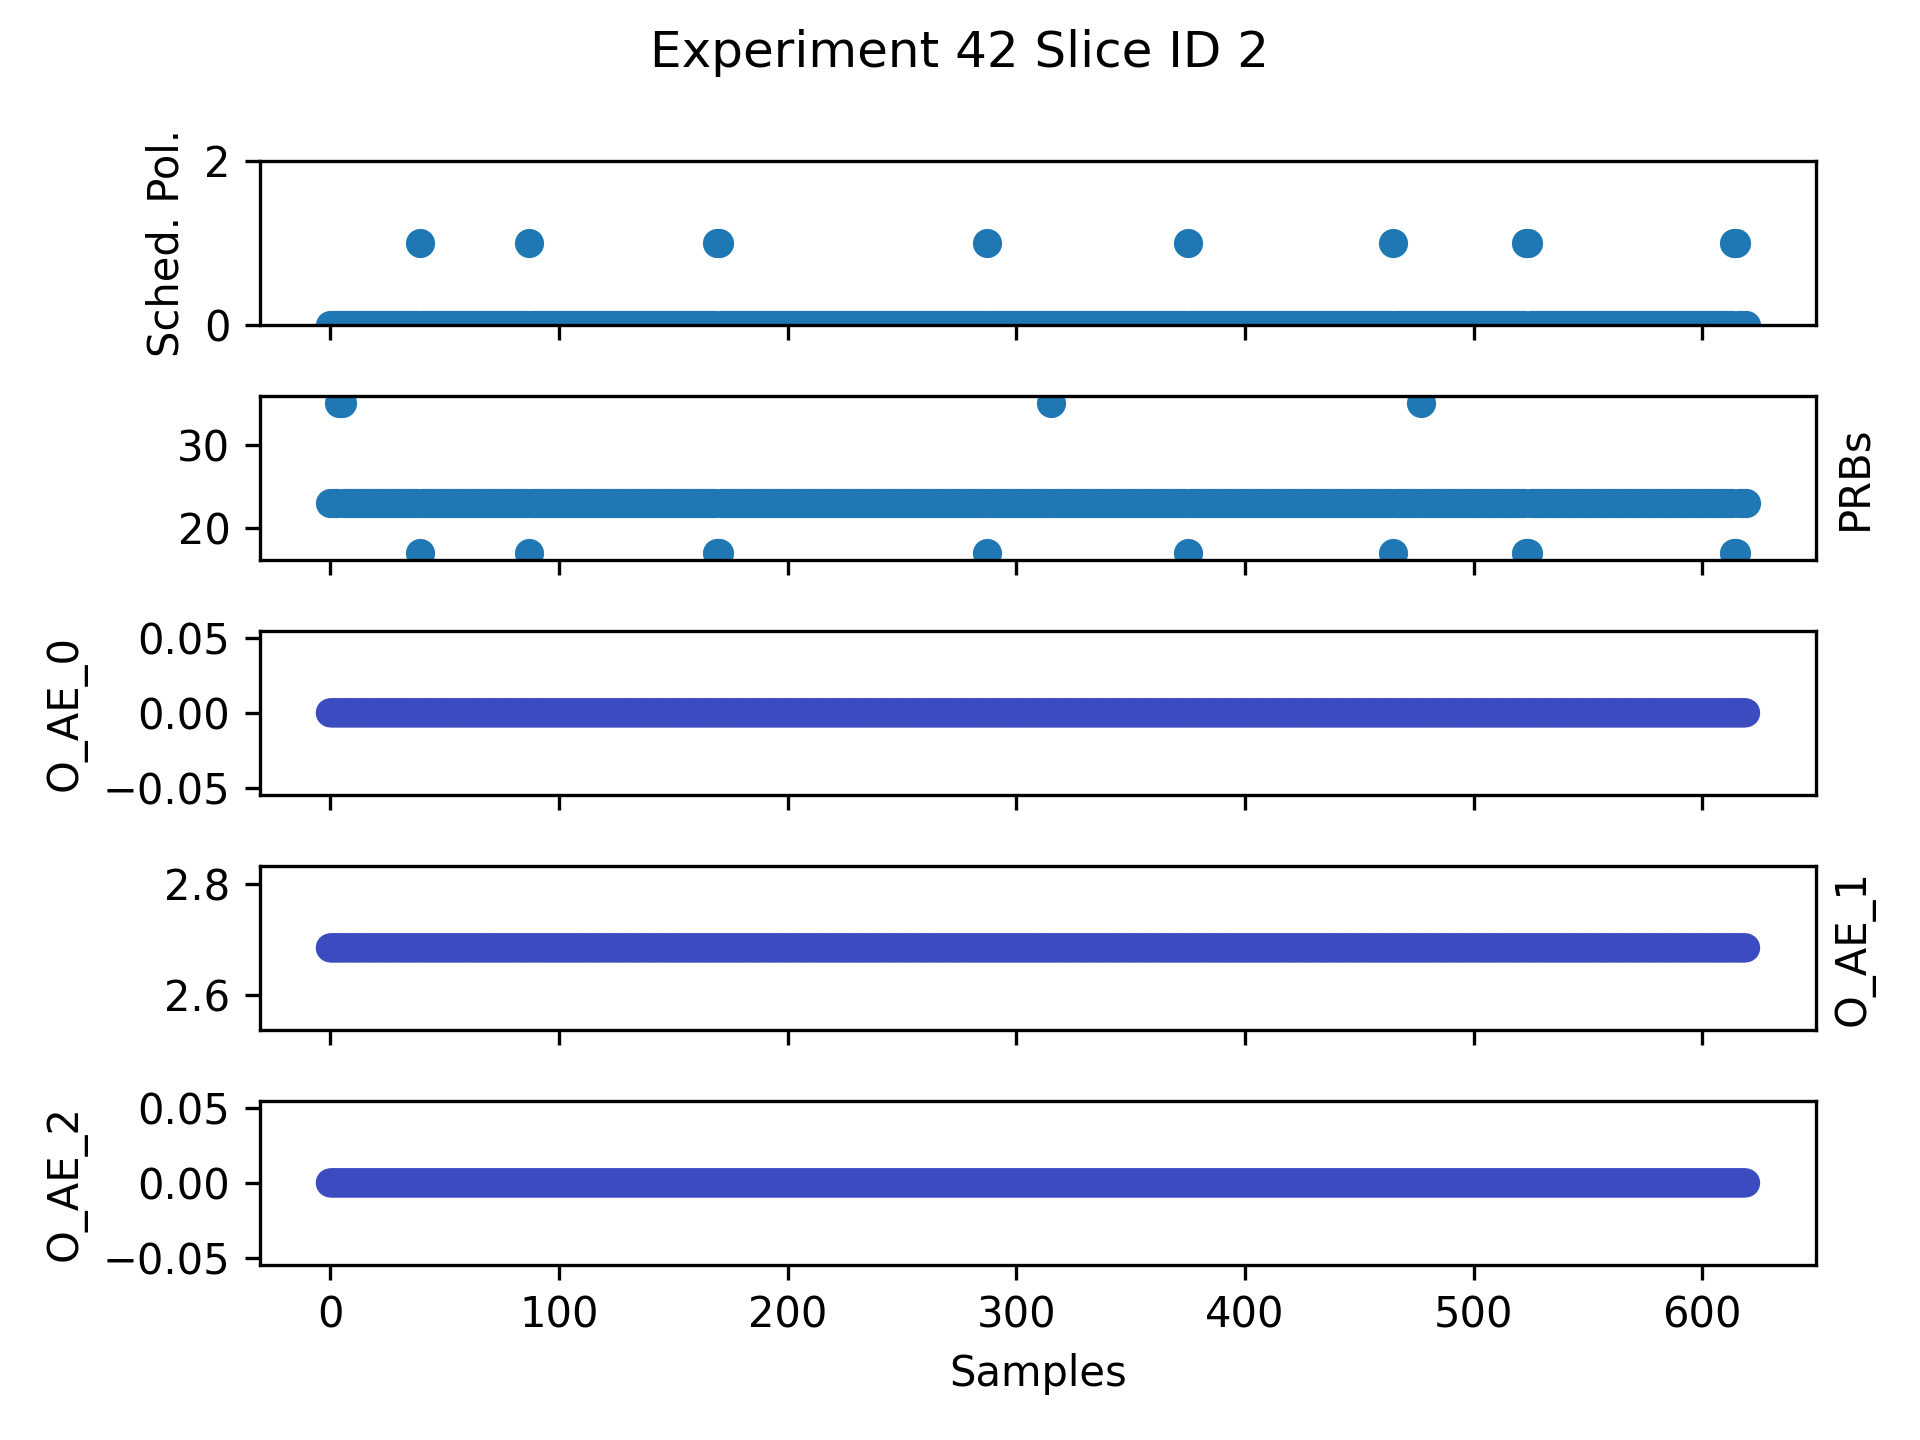 Experiment 42 Slice ID 2
Sched. Pol.
2
0
30
20
PRBs
O_AE_0
0.05
0.00
−0.05
2.8
2.6
O_AE_1
O_AE_2
0.05
0.00
−0.05
0 100 200 300 400 500 600
Samples